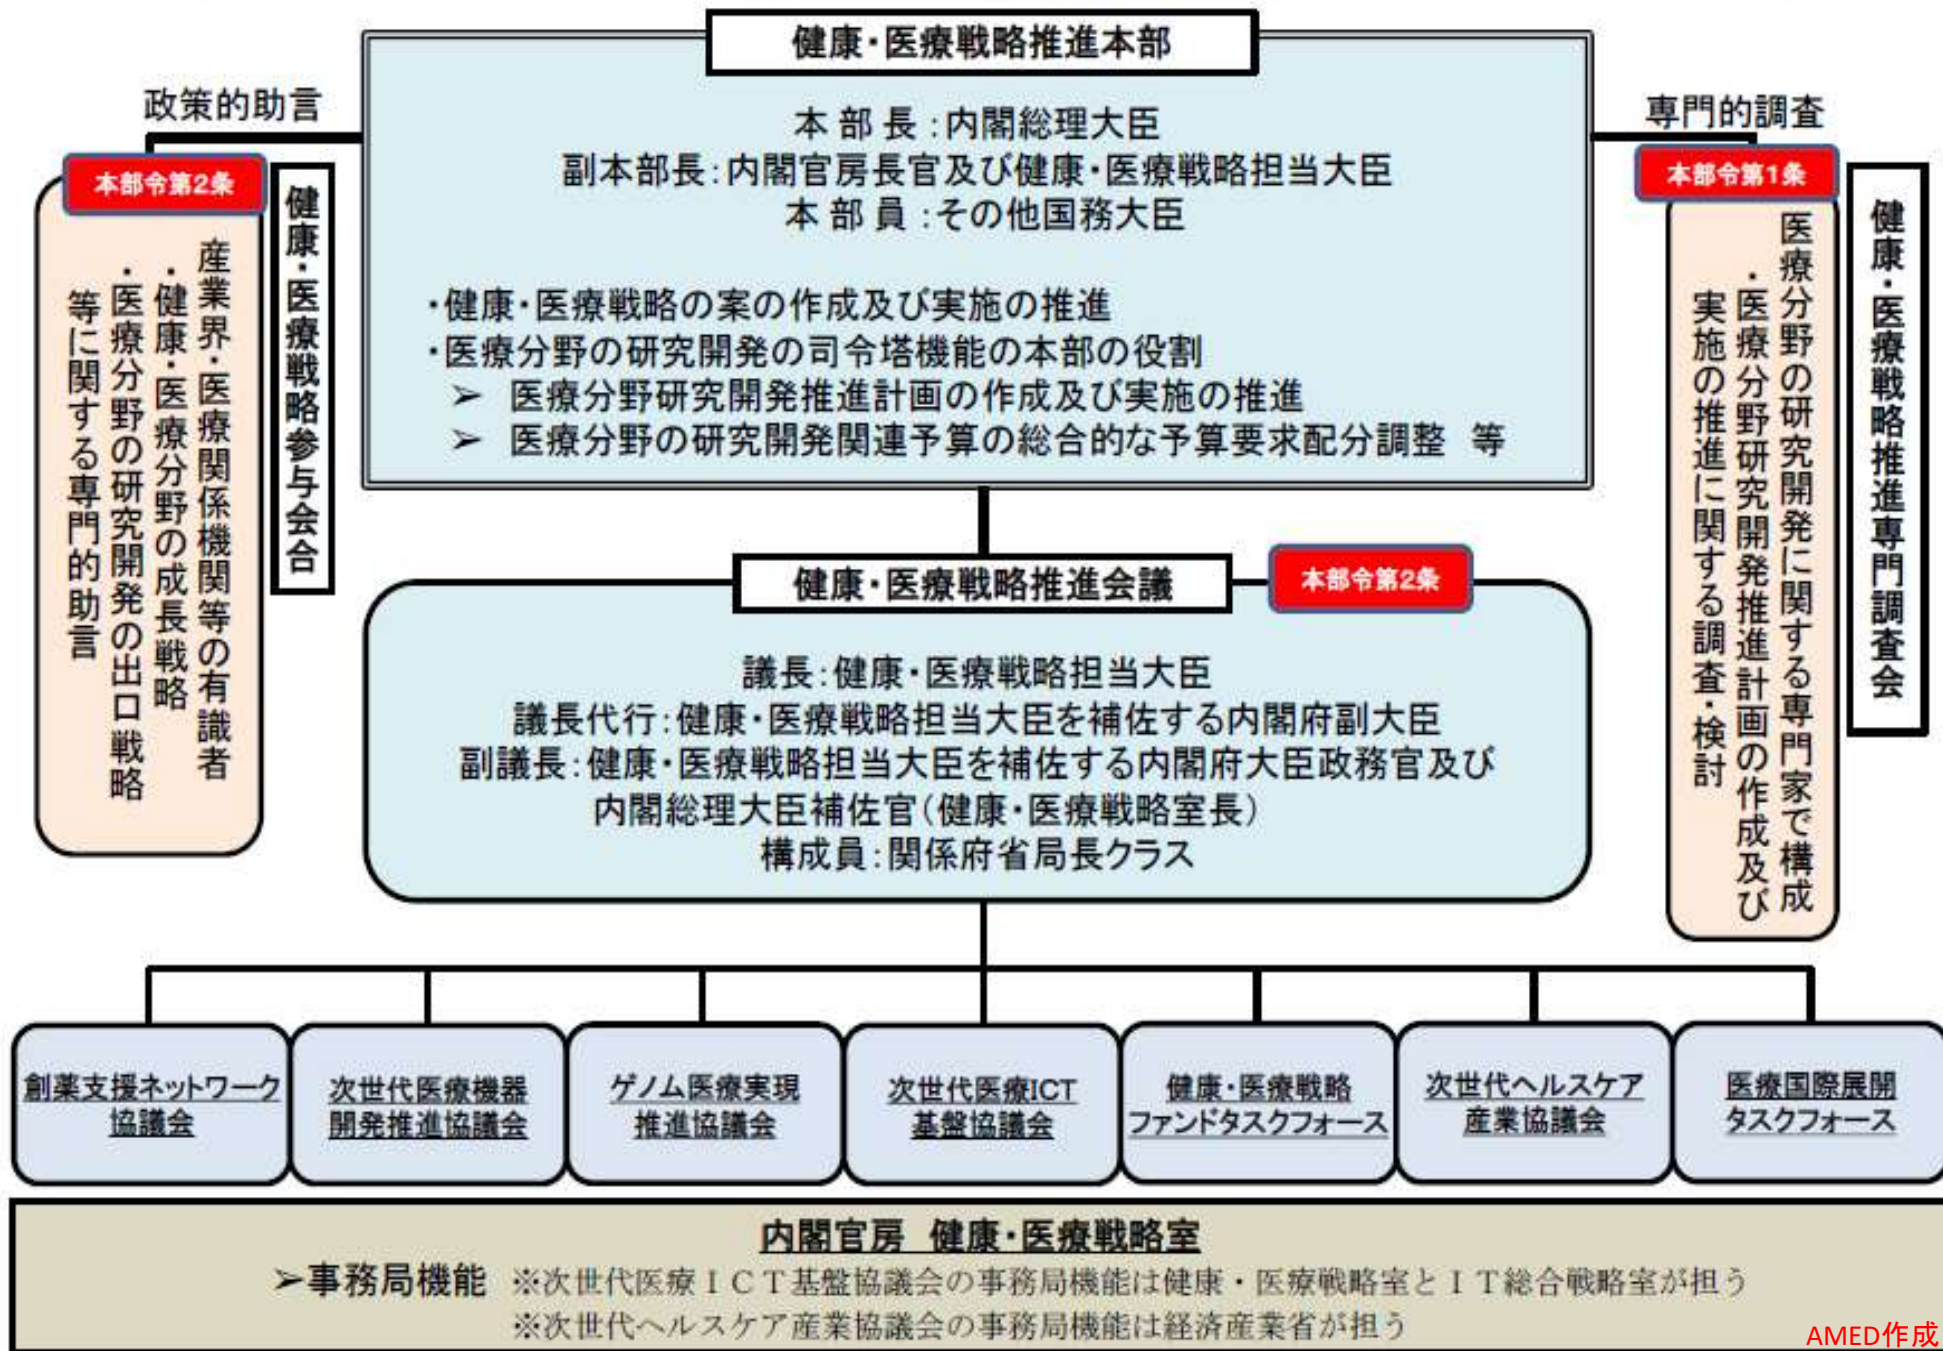 健康・医療戦略推進本部
本 部 長 :内閣総理大臣
副本部長:内閣官房長官及び健康・医療戦略担当大臣
本 部 員 :その他国務大臣
・健康・医療戦略の案の作成及び実施の推進
・医療分野の研究開発の司令塔機能の本部の役割
➢ 医療分野研究開発推進計画の作成及び実施の推進
➢ 医療分野の研究開発関連予算の総合的な予算要求配分調整 等
政策的助言
本部令第2条
健康・医療戦略参与会合
産業界・医療関係機関等の有識者
・健康・医療分野の成長戦略
・医療分野の研究開発の出口戦略
等に関する専門的助言
専門的調査
本部令第1条
健康・医療戦略推進専門調査会
医療分野の研究開発に関する専門家で構成
・医療分野研究開発推進計画の作成及び
実施の推進に関する調査・検討
健康・医療戦略推進会議
本部令第2条
議長:健康・医療戦略担当大臣
議長代行:健康・医療戦略担当大臣を補佐する内閣府副大臣
副議長:健康・医療戦略担当大臣を補佐する内閣府大臣政務官及び
内閣総理大臣補佐官(健康・医療戦略室長)
構成員:関係府省局長クラス
創薬支援ネットワーク
協議会
次世代医療機器
開発推進協議会
ゲノム医療実現
推進協議会
次世代医療ICT
基盤協議会
健康・医療戦略
ファンドタスクフォース
次世代ヘルスケア
産業協議会
医療国際展開
タスクフォース
内閣官房 健康・医療戦略室
➢事務局機能 ※次世代医療ICT基盤協議会の事務局機能は健康・医療戦略室とIT総合戦略室が担う
※次世代ヘルスケア産業協議会の事務局機能は経済産業省が担う
AMED作成